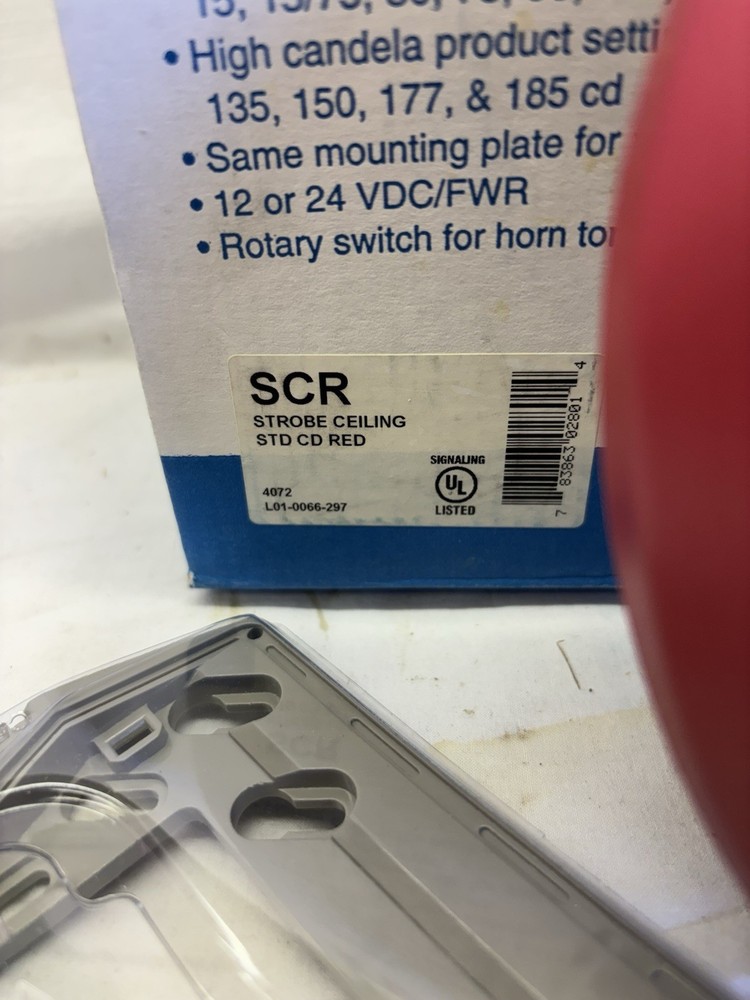 • High candela product
135, 150, 177, & 185 cd
• Same mounting plate for
• 12 or 24 VDC/FWR
• Rotary switch for horn
SCR
STROBE CEILING
STD CD RED
4072
L01-0066-297
SIGNALING
UL
LISTED
7 83863 02801 4